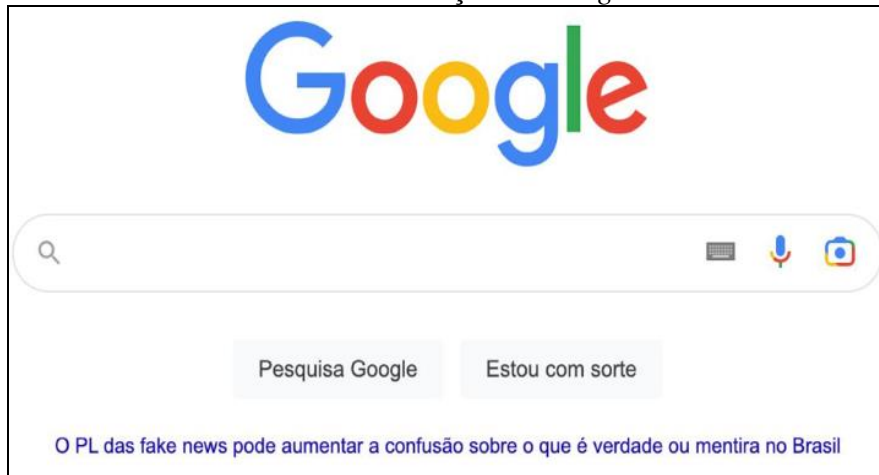 Google
Pesquisa Google
Estou com sorte
O PL das fake news pode aumentar a confusão sobre o que é verdade ou mentira no Brasil